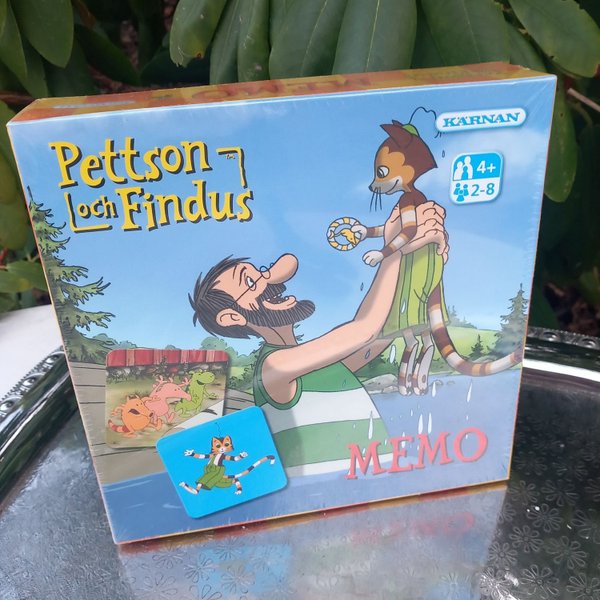 Pettson
och Findus
KÄRNAN
4+
2-8
MEMO